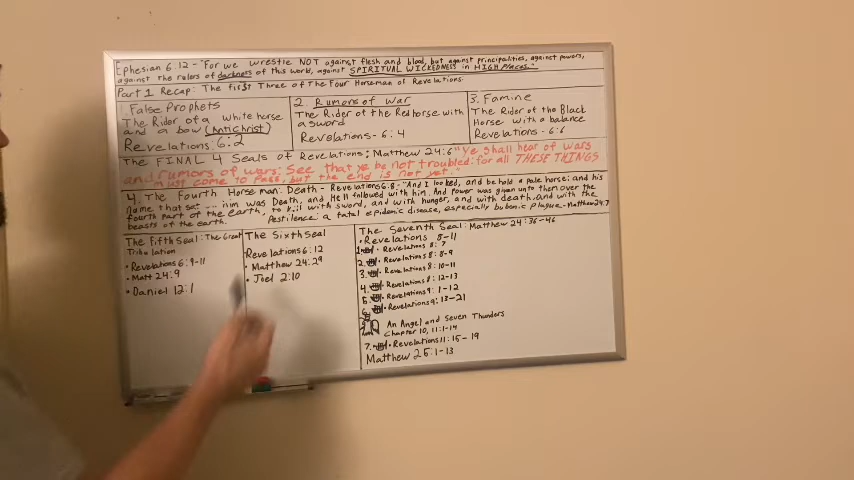 Ephesian 6:12 - "For we wrestle NOT against flesh and blood, but against principalities, against powers,
against the rulers of darkness of this world, against SPIRITUAL WICKEDNESS in HIGH Places."
Part 1 Recap: The first Three of The Four Horseman of Revelations.
1. False Prophets
The Rider of a white horse
and a bow (Antichrist)
Revelations: 6:2
2. Rumors of War
The Rider of the Red horse with
a sword
Revelations - 6:4
3. Famine
The Rider of the Black
Horse with a balance
Revelations - 6:6
The FINAL 4 Seals of Revelations; Matthew 24:6 "Ye shall hear of wars
and rumors of wars: See that ye be not troubled: for all THESE THINGS
must come to Pass, but the end is not yet."
4. The Fourth Horseman: Death - Revelations 6:8 - "And I looked, and behold a pale horse: and his
name that sat him was Death, and Hell followed with him. And power was given unto them over the
fourth part of the earth, to kill with sword, and with hunger, and with death, and with the
beasts of the earth. Pestilence: a fatal epidemic disease, especially bubonic plague - Matthew 24:7
The Fifth Seal: The Great
Tribulation
• Revelations 6:9-11
• Matt 24:9
• Daniel 12:1
The Sixth Seal
Revelations 6:12
• Matthew 24:29
• Joel 2:10
The Seventh Seal: Matthew 24:36-46
• Revelations 8-11
1. • Revelations 8:7
2. • Revelations 8:8-9
3. • Revelations 8:10-11
4. • Revelations 8:12-13
5. • Revelations 9:1-12
6. • Revelations 9:13-21
An Angel and Seven Thunders
Chapter 10, 11:1-14
7. • Revelations 11:15-19
Matthew 25:1-13